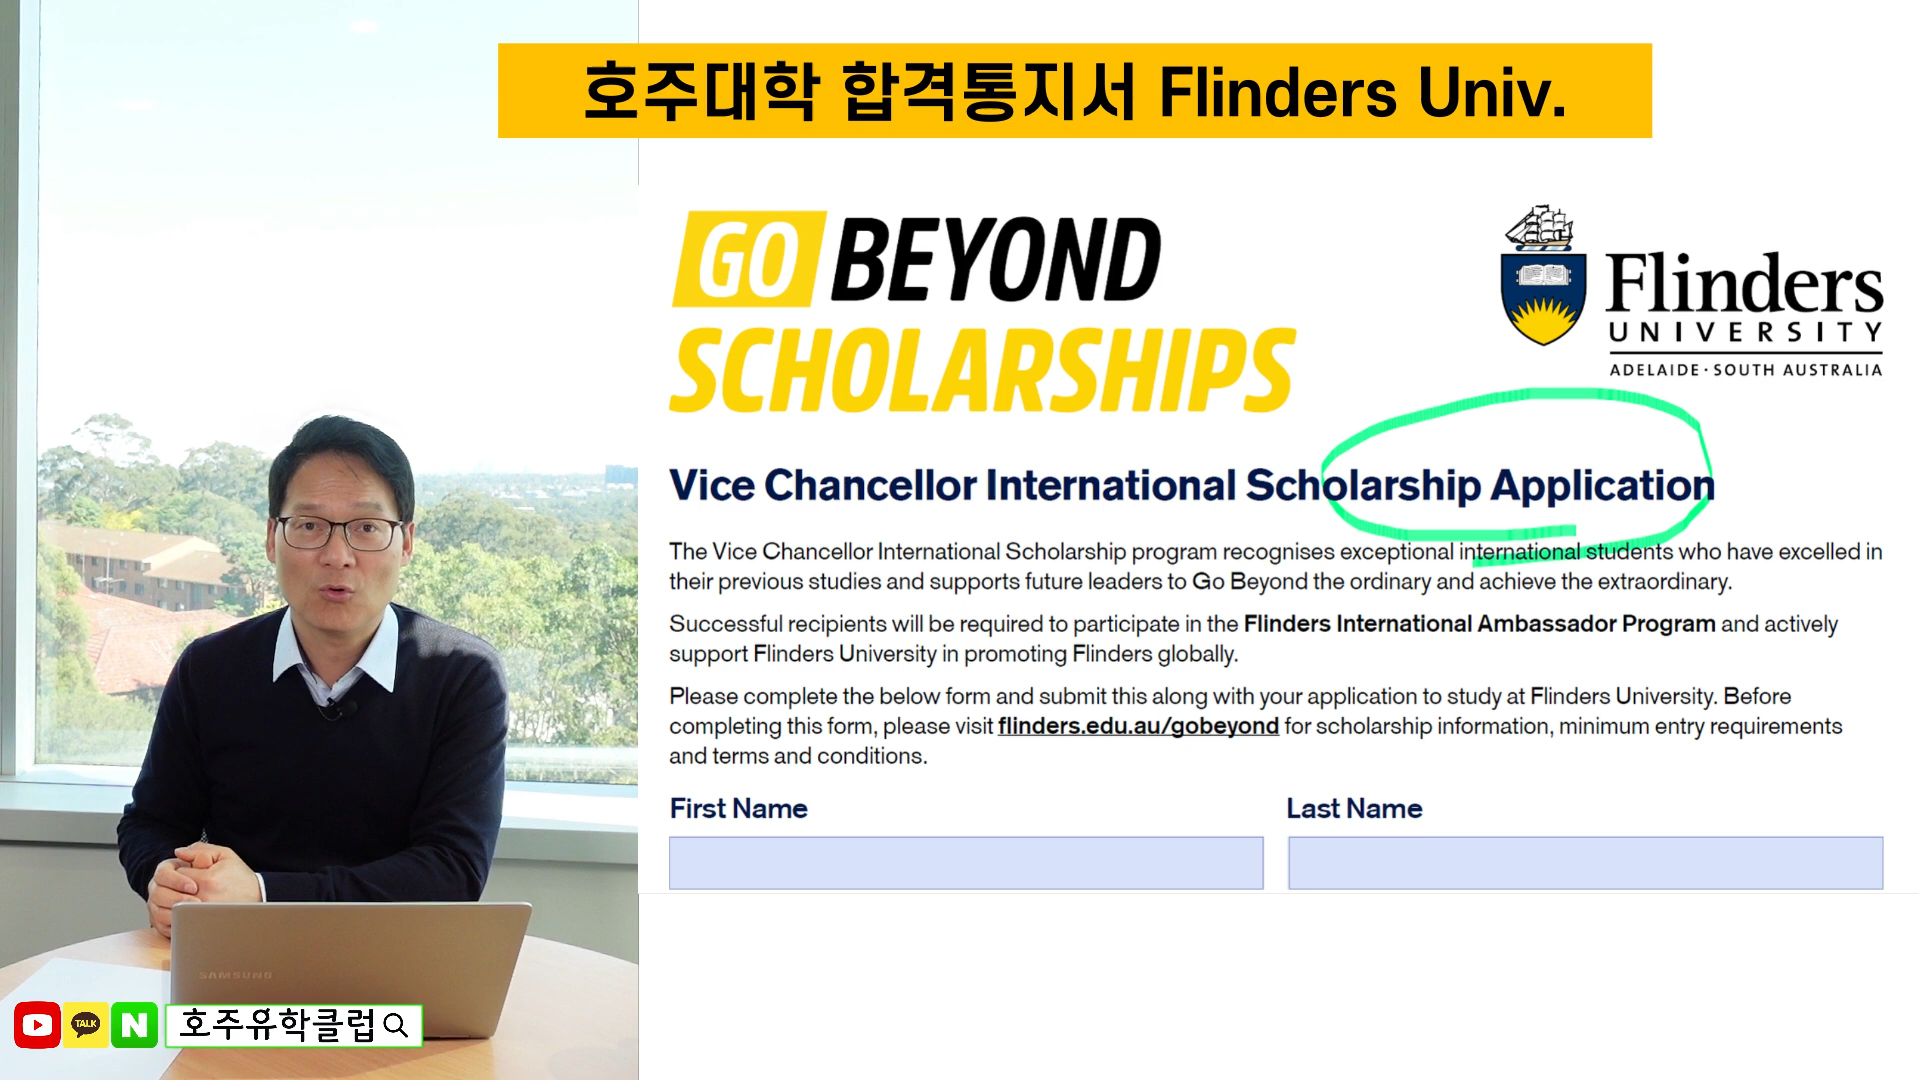 호주대학 합격통지서 Flinders Univ.
GO BEYOND
SCHOLARSHIPS
Flinders
UNIVERSITY
ADELAIDE · SOUTH AUSTRALIA
Vice Chancellor International Scholarship Application
The Vice Chancellor International Scholarship program recognises exceptional international students who have excelled in
their previous studies and supports future leaders to Go Beyond the ordinary and achieve the extraordinary.
Successful recipients will be required to participate in the Flinders International Ambassador Program and actively
support Flinders University in promoting Flinders globally.
Please complete the below form and submit this along with your application to study at Flinders University. Before
completing this form, please visit flinders.edu.au/gobeyond for scholarship information, minimum entry requirements
and terms and conditions.
First Name
Last Name
SAMSUNG
TALK
N
호주유학클럽